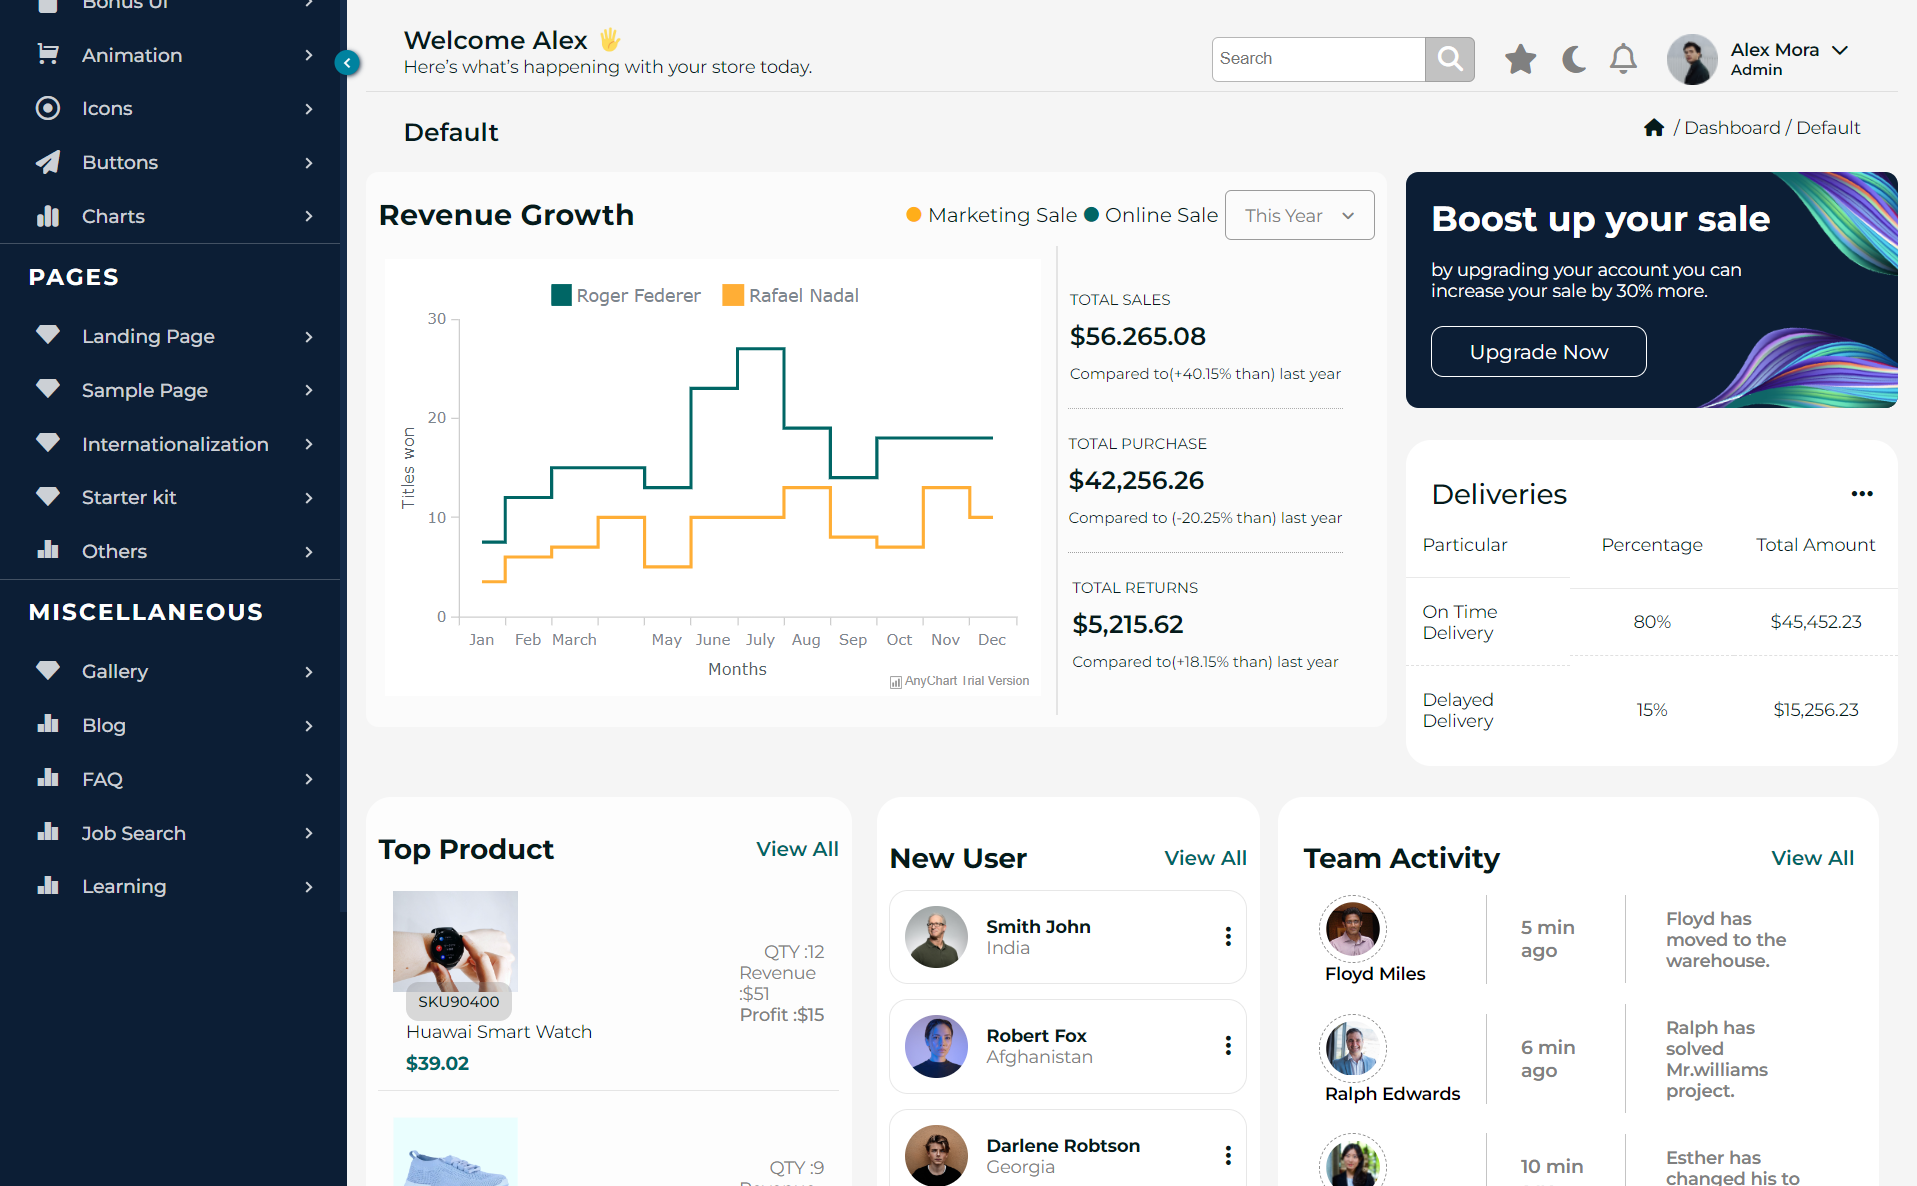 Bonus UI
Animation
Icons
Buttons
Charts
PAGES
Landing Page
Sample Page
Internationalization
Starter kit
Others
MISCELLANEOUS
Gallery
Blog
FAQ
Job Search
Learning
Welcome Alex 🖐
Here's what's happening with your store today.
Search
Alex Mora
Admin
Default
/ Dashboard / Default
Revenue Growth
Marketing Sale Online Sale
This Year
Roger Federer Rafael Nadal
30
20
10
0
Titles won
Jan Feb March May June July Aug Sep Oct Nov Dec
Months
AnyChart Trial Version
TOTAL SALES
$56.265.08
Compared to(+40.15% than) last year
TOTAL PURCHASE
$42,256.26
Compared to (-20.25% than) last year
TOTAL RETURNS
$5,215.62
Compared to(+18.15% than) last year
Boost up your sale
by upgrading your account you can
increase your sale by 30% more.
Upgrade Now
Deliveries
Particular Percentage Total Amount
On Time
Delivery
80% $45,452.23
Delayed
Delivery
15% $15,256.23
Top Product View All
SKU90400
Huawai Smart Watch
$39.02
QTY :12
Revenue
:$51
Profit :$15
QTY :9
New User View All
Smith John
India
Robert Fox
Afghanistan
Darlene Robtson
Georgia
Team Activity View All
Floyd Miles
5 min
ago
Floyd has
moved to the
warehouse.
Ralph Edwards
6 min
ago
Ralph has
solved
Mr.williams
project.
10 min
Esther has
changed his to